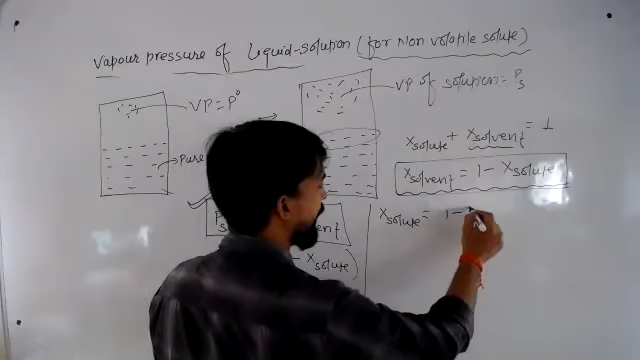 Vapour pressure of Liquid-solution (for Non volatile solute)
VP = P°
VP of solution = Ps
Pure
x solute + x solvent = 1
x solvent = 1 - x solute
x solute = 1 -
- x solute)